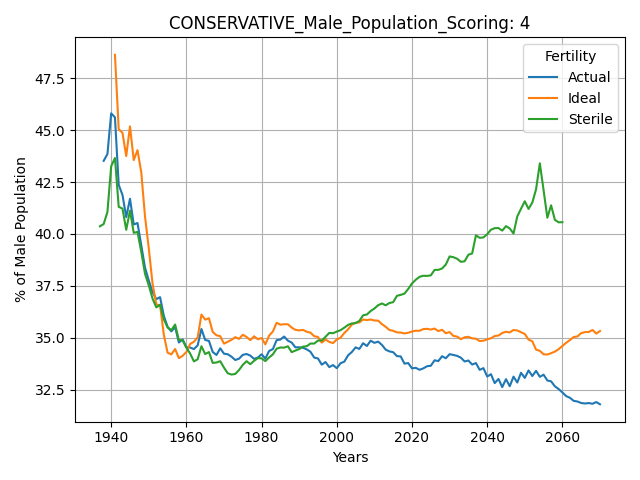 CONSERVATIVE_Male_Population_Scoring: 4
Fertility
Actual
Ideal
Sterile
% of Male Population
47.5
45.0
42.5
40.0
37.5
35.0
32.5
1940
1960
1980
2000
2020
2040
2060
Years